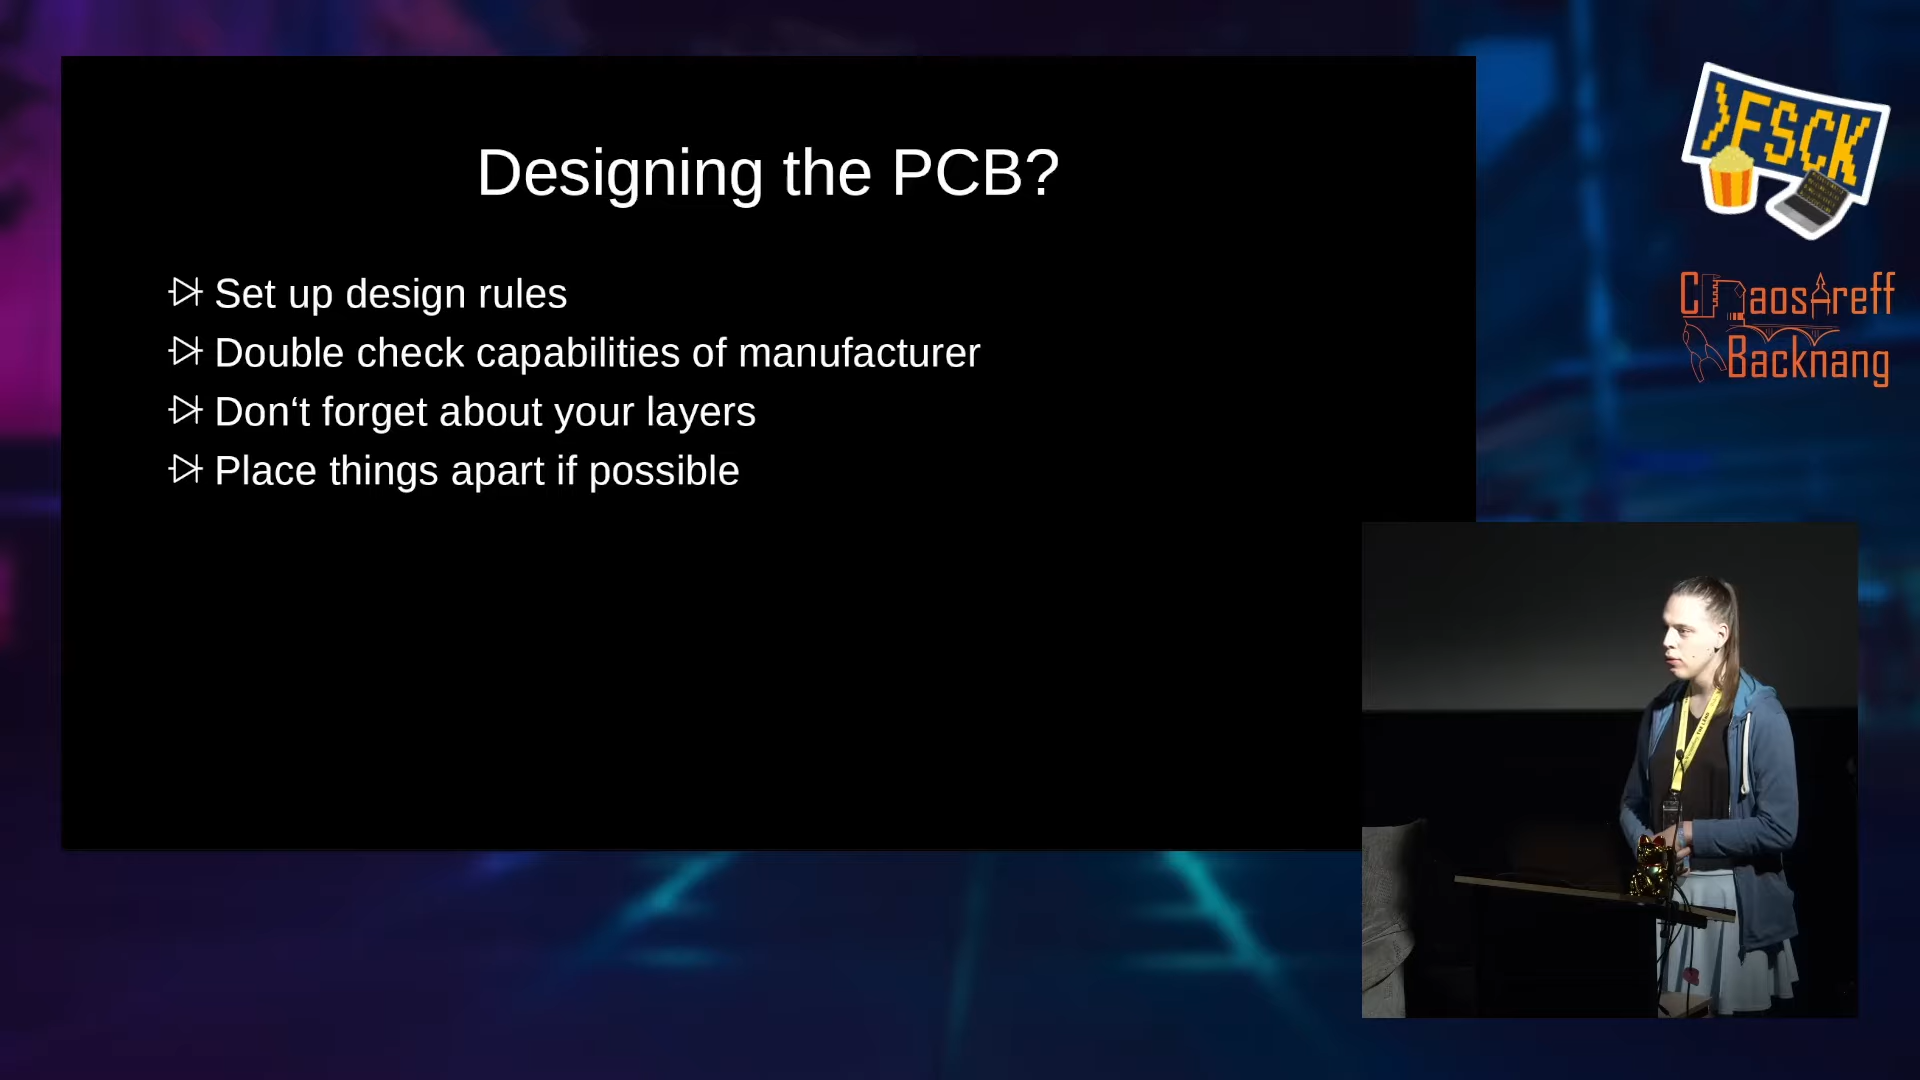 Designing the PCB?
Set up design rules
Double check capabilities of manufacturer
Don‘t forget about your layers
Place things apart if possible
}FSCK
ChaosTreff
Backnang